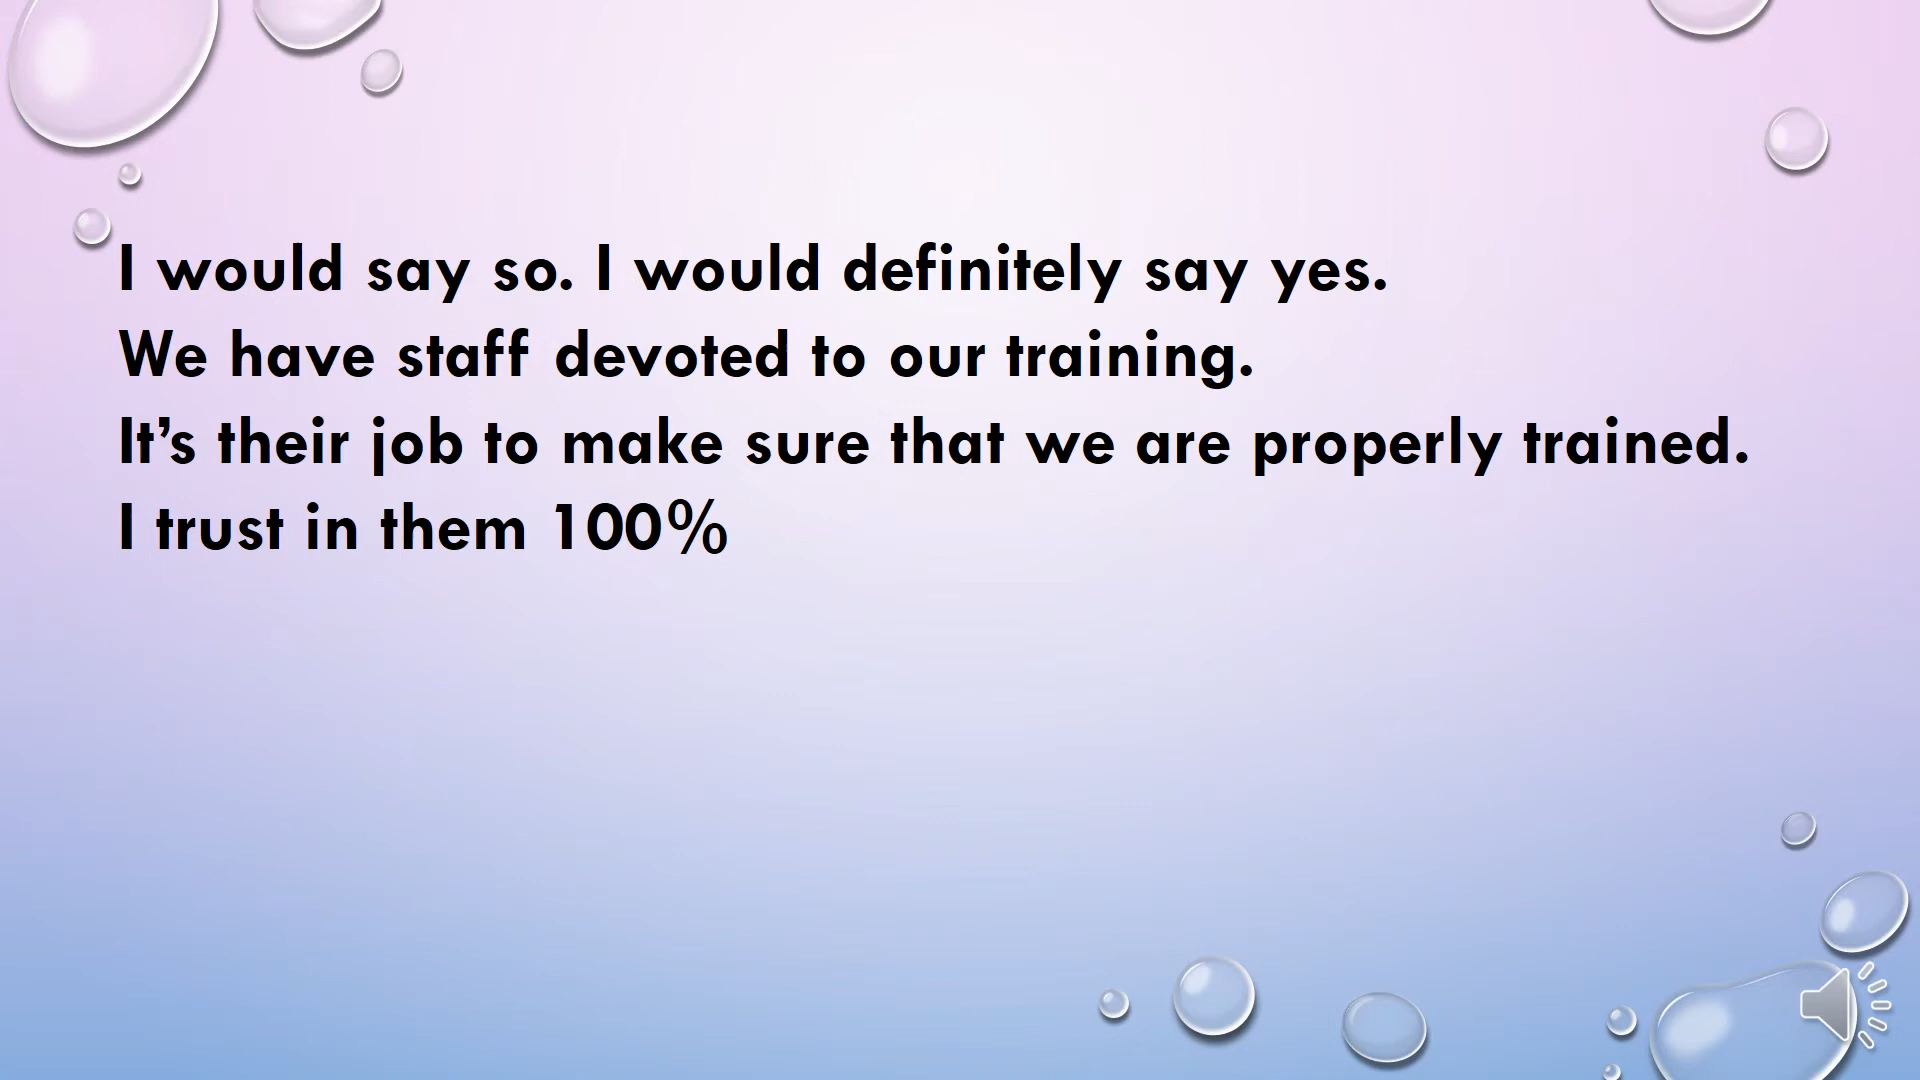 I would say so. I would definitely say yes.
We have staff devoted to our training.
It’s their job to make sure that we are properly trained.
I trust in them 100%